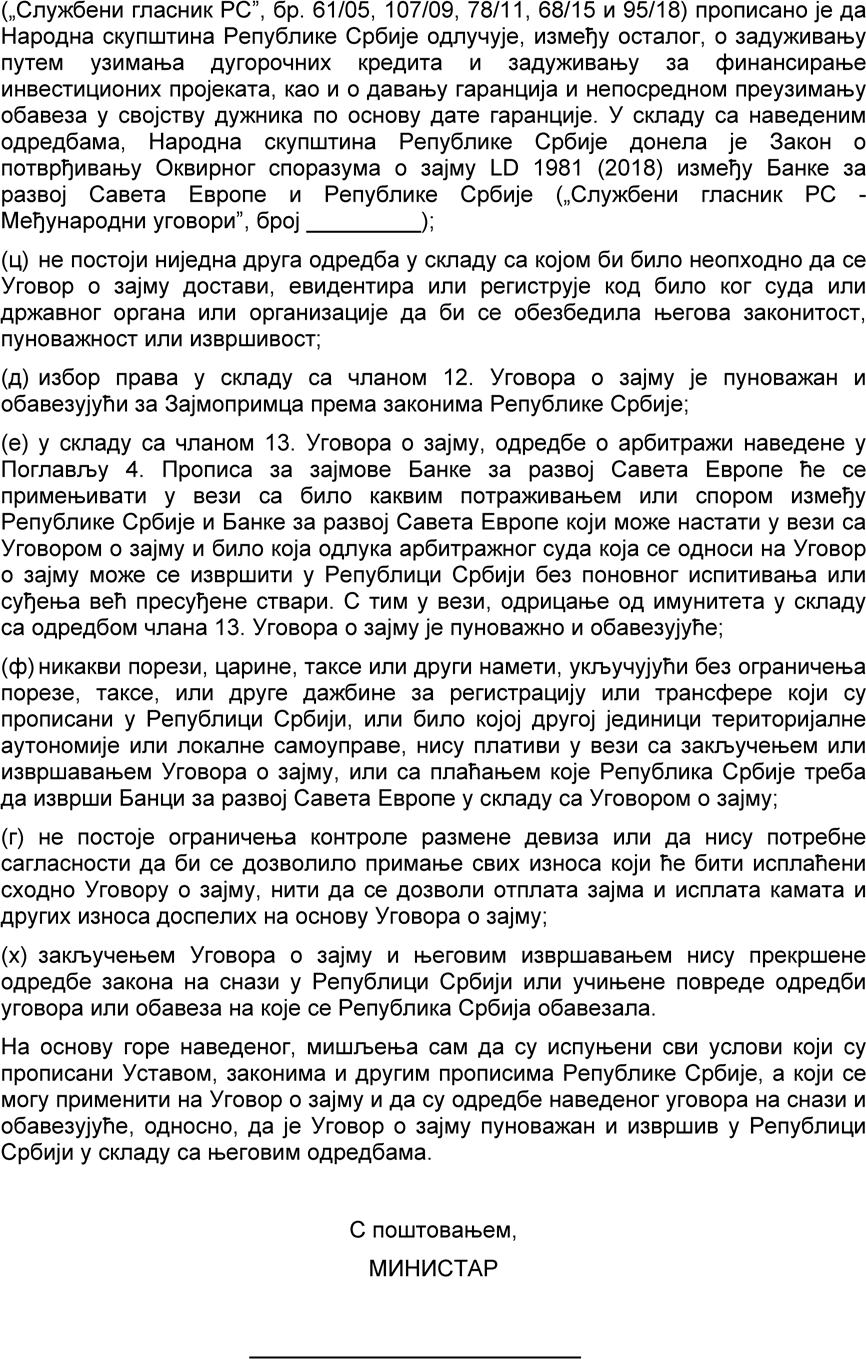 („Службени гласник РС”, бр. 61/05, 107/09, 78/11, 68/15 и 95/18) прописано је да
Народна скупштина Републике Србије одлучује, између осталог, о задуживању
путем узимања дугорочних кредита и задуживању за финансирање
инвестиционих пројеката, као и о давању гаранција и непосредном преузимању
обавеза у својству дужника по основу дате гаранције. У складу са наведеним
одредбама, Народна скупштина Републике Србије донела је Закон о
потврђивању Оквирног споразума о зајму LD 1981 (2018) између Банке за
развој Савета Европе и Републике Србије („Службени гласник РС -
Међународни уговори”, број __________);
(ц) не постоји ниједна друга одредба у складу са којом би било неопходно да се
Уговор о зајму достави, евидентира или региструје код било ког суда или
државног органа или организације да би се обезбедила његова законитост,
пуноважност или извршивост;
(д) избор права у складу са чланом 12. Уговора о зајму је пуноважан и
обавезујући за Зајмопримца према законима Републике Србије;
(е) у складу са чланом 13. Уговора о зајму, одредбе о арбитражи наведене у
Поглављу 4. Прописа за зајмове Банке за развој Савета Европе ће се
примењивати у вези са било каквим потраживањем или спором између
Републике Србије и Банке за развој Савета Европе који може настати у вези са
Уговором о зајму и било која одлука арбитражног суда која се односи на Уговор
о зајму може се извршити у Републици Србији без поновног испитивања или
суђења већ пресуђене ствари. С тим у вези, одрицање од имунитета у складу
са одредбом члана 13. Уговора о зајму је пуноважно и обавезујуће;
(ф) никакви порези, царине, таксе или други намети, укључујући без ограничења
порезе, таксе, или друге дажбине за регистрацију или трансфере који су
прописани у Републици Србији, или било којој другој јединици територијалне
аутономије или локалне самоуправе, нису плативи у вези са закључењем или
извршавањем Уговора о зајму, или са плаћањем које Република Србије треба
да изврши Банци за развој Савета Европе у складу са Уговором о зајму;
(г) не постоје ограничења контроле размене девиза или да нису потребне
сагласности да би се дозволило примање свих износа који ће бити исплаћени
сходно Уговору о зајму, нити да се дозволи отплата зајма и исплата камата и
других износа доспелих на основу Уговора о зајму;
(х) закључењем Уговора о зајму и његовим извршавањем нису прекршене
одредбе закона на снази у Републици Србији или учињене повреде одредби
уговора или обавеза на које се Република Србија обавезала.
На основу горе наведеног, мишљења сам да су испуњени сви услови који су
прописани Уставом, законима и другим прописима Републике Србије, а који се
могу применити на Уговор о зајму и да су одредбе наведеног уговора на снази и
обавезујуће, односно, да је Уговор о зајму пуноважан и извршив у Републици
Србији у складу са његовим одредбама.
С поштовањем,
МИНИСТАР